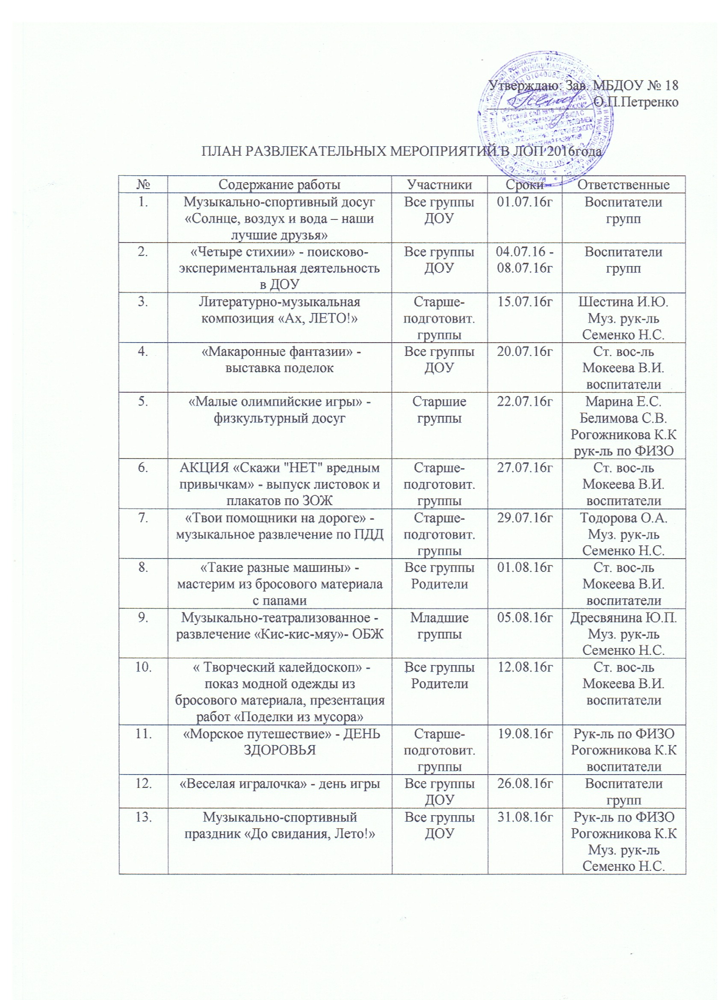 Утверждаю: Зав. МБДОУ № 18
О.П.Петренко
ПЛАН РАЗВЛЕКАТЕЛЬНЫХ МЕРОПРИЯТИЙ В ЛОП 2016года
№ Содержание работы Участники Сроки Ответственные
1. Музыкально-спортивный досуг Все группы 01.07.16г Воспитатели
«Солнце, воздух и вода – наши ДОУ групп
лучшие друзья»
2. «Четыре стихии» - поисково- Все группы 04.07.16 - Воспитатели
экспериментальная деятельность ДОУ 08.07.16г групп
в ДОУ
3. Литературно-музыкальная Старше- 15.07.16г Шестина И.Ю.
композиция «Ах, ЛЕТО!» подготовит. Муз. рук-ль
группы Семенко Н.С.
4. «Макаронные фантазии» - Все группы 20.07.16г Ст. вос-ль
выставка поделок ДОУ Мокеева В.И.
воспитатели
5. «Малые олимпийские игры» - Старшие 22.07.16г Марина Е.С.
физкультурный досуг группы Белимова С.В.
Рогожникова К.К
рук-ль по ФИЗО
6. АКЦИЯ «Скажи "НЕТ" вредным Старше- 27.07.16г Ст. вос-ль
привычкам» - выпуск листовок и подготовит. Мокеева В.И.
плакатов по ЗОЖ группы воспитатели
7. «Твои помощники на дороге» - Старше- 29.07.16г Тодорова О.А.
музыкальное развлечение по ПДД подготовит. Муз. рук-ль
группы Семенко Н.С.
8. «Такие разные машины» - Все группы 01.08.16г Ст. вос-ль
мастерим из бросового материала Родители Мокеева В.И.
с папами воспитатели
9. Музыкально-театрализованное - Младшие 05.08.16г Дресвянина Ю.П.
развлечение «Кис-кис-мяу»- ОБЖ группы Муз. рук-ль
Семенко Н.С.
10. « Творческий калейдоскоп» - Все группы 12.08.16г Ст. вос-ль
показ модной одежды из Родители Мокеева В.И.
бросового материала, презентация воспитатели
работ «Поделки из мусора»
11. «Морское путешествие» - ДЕНЬ Старше- 19.08.16г Рук-ль по ФИЗО
ЗДОРОВЬЯ подготовит. Рогожникова К.К
группы воспитатели
12. «Веселая игралочка» - день игры Все группы 26.08.16г Воспитатели
ДОУ групп
13. Музыкально-спортивный Все группы 31.08.16г Рук-ль по ФИЗО
праздник «До свидания, Лето!» ДОУ Рогожникова К.К
Муз. рук-ль
Семенко Н.С.